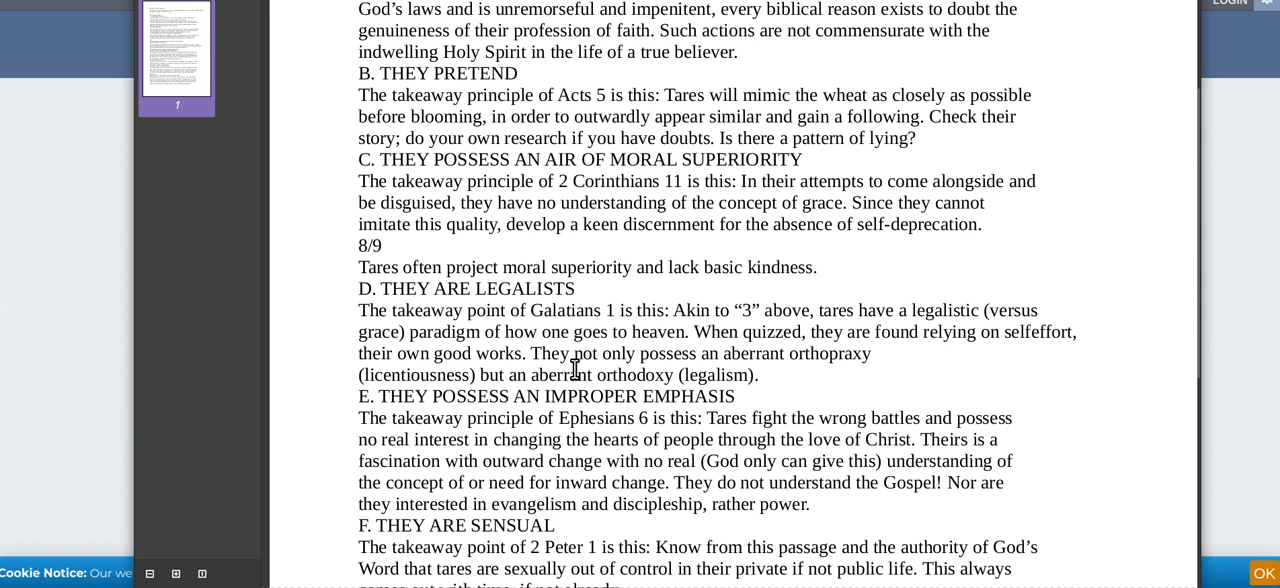 LOGIN
1
God’s laws and is unremorseful and impenitent, every biblical reason exists to doubt the
genuineness of their profession of faith. Such actions are not commensurate with the
indwelling Holy Spirit in the life of a true believer.
B. THEY PRETEND
The takeaway principle of Acts 5 is this: Tares will mimic the wheat as closely as possible
before blooming, in order to outwardly appear similar and gain a following. Check their
story; do your own research if you have doubts. Is there a pattern of lying?
C. THEY POSSESS AN AIR OF MORAL SUPERIORITY
The takeaway principle of 2 Corinthians 11 is this: In their attempts to come alongside and
be disguised, they have no understanding of the concept of grace. Since they cannot
imitate this quality, develop a keen discernment for the absence of self-deprecation.
8/9
Tares often project moral superiority and lack basic kindness.
D. THEY ARE LEGALISTS
The takeaway point of Galatians 1 is this: Akin to “3” above, tares have a legalistic (versus
grace) paradigm of how one goes to heaven. When quizzed, they are found relying on selfeffort,
their own good works. They not only possess an aberrant orthopraxy
(licentiousness) but an aberrant orthodoxy (legalism).
E. THEY POSSESS AN IMPROPER EMPHASIS
The takeaway principle of Ephesians 6 is this: Tares fight the wrong battles and possess
no real interest in changing the hearts of people through the love of Christ. Theirs is a
fascination with outward change with no real (God only can give this) understanding of
the concept of or need for inward change. They do not understand the Gospel! Nor are
they interested in evangelism and discipleship, rather power.
F. THEY ARE SENSUAL
The takeaway point of 2 Peter 1 is this: Know from this passage and the authority of God’s
Word that tares are sexually out of control in their private if not public life. This always
comes out with time, if not already.
Cookie Notice: Our we
OK